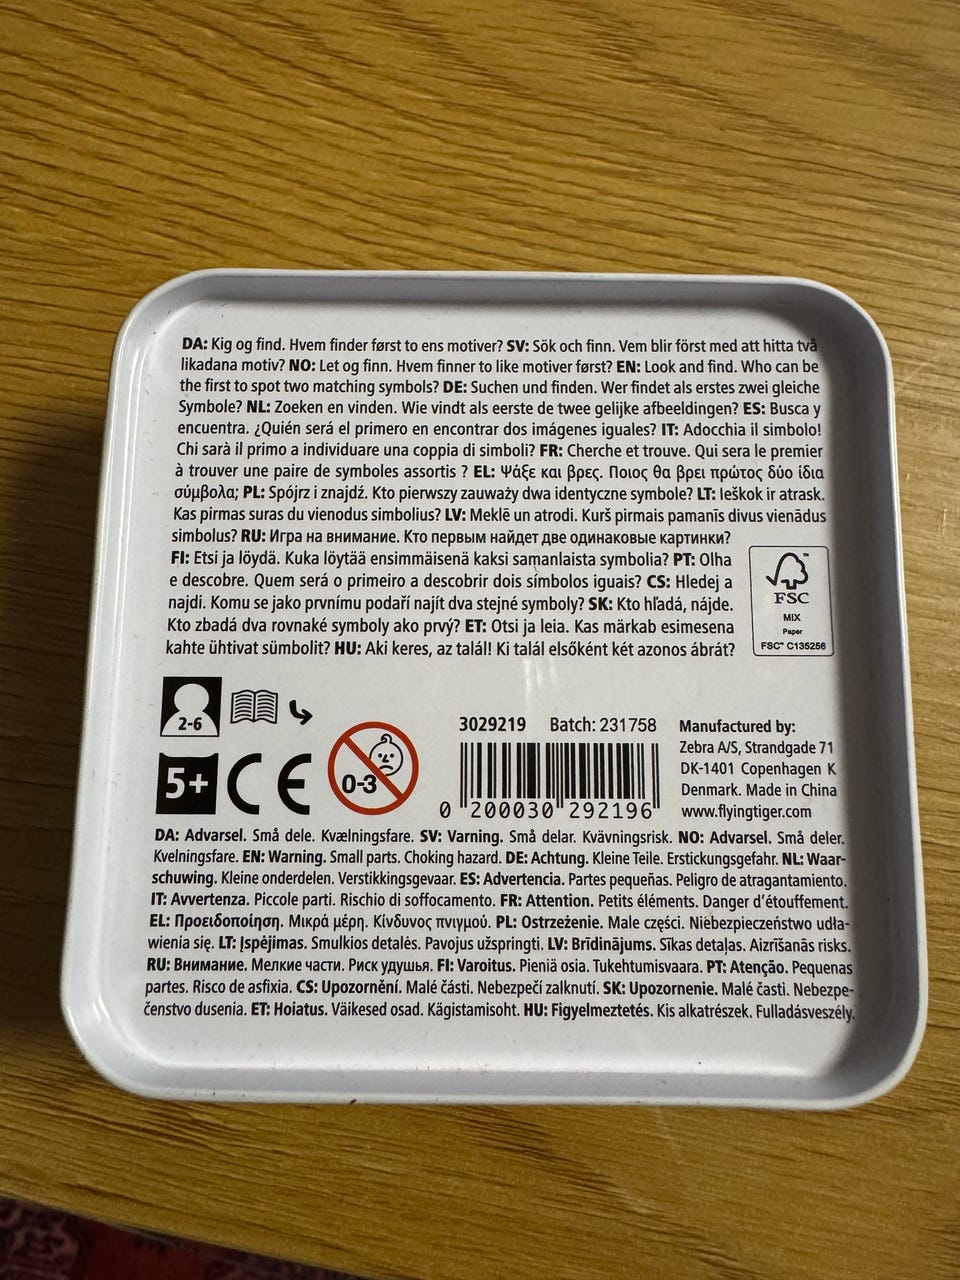 DA: Kig og find. Hvem finder først to ens motiver? SV: Sök och finn. Vem blir först med att hitta två
likadana motiv? NO: Let og finn. Hvem finner to like motiver først? EN: Look and find. Who can be
the first to spot two matching symbols? DE: Suchen und finden. Wer findet als erstes zwei gleiche
Symbole? NL: Zoeken en vinden. Wie vindt als eerste de twee gelijke afbeeldingen? ES: Busca y
encuentra. ¿Quién será el primero en encontrar dos imágenes iguales? IT: Adocchia il simbolo!
Chi sarà il primo a individuare una coppia di simboli? FR: Cherche et trouve. Qui sera le premier
à trouver une paire de symboles assortis ? EL: Ψάξε και βρες. Ποιος θα βρει πρώτος δύο ίδια
σύμβολα; PL: Spójrz i znajdź. Kto pierwszy zauważy dwa identyczne symbole? LT: Ieškok ir atrask.
Kas pirmas suras du vienodus simbolius? LV: Meklē un atrodi. Kurš pirmais pamanīs divus vienādus
simbolus? RU: Игра на внимание. Кто первым найдет две одинаковые картинки?
FI: Etsi ja löydä. Kuka löytää ensimmäisenä kaksi samanlaista symbolia? PT: Olha
e descobre. Quem será o primeiro a descobrir dois símbolos iguais? CS: Hledej a
najdi. Komu se jako prvnímu podaří najít dva stejné symboly? SK: Kto hľadá, nájde.
Kto zbadá dva rovnaké symboly ako prvý? ET: Otsi ja leia. Kas märkab esimesena
kahte ühtivat sümbolit? HU: Aki keres, az talál! Ki talál elsőként két azonos ábrát?
FSC
MIX
Paper
FSC™ C135256
2-6
5+
CE
0-3
3029219 Batch: 231758
0 200030 292196
Manufactured by:
Zebra A/S, Strandgade 71
DK-1401 Copenhagen K
Denmark. Made in China
www.flyingtiger.com
DA: Advarsel. Små dele. Kvælningsfare. SV: Varning. Små delar. Kvävningsrisk. NO: Advarsel. Små deler.
Kvelningsfare. EN: Warning. Small parts. Choking hazard. DE: Achtung. Kleine Teile. Erstickungsgefahr. NL: Waar-
schuwing. Kleine onderdelen. Verstikkingsgevaar. ES: Advertencia. Partes pequeñas. Peligro de atragantamiento.
IT: Avvertenza. Piccole parti. Rischio di soffocamento. FR: Attention. Petits éléments. Danger d'étouffement.
EL: Προειδοποίηση. Μικρά μέρη. Κίνδυνος πνιγμού. PL: Ostrzeżenie. Małe części. Niebezpieczeństwo udła-
wienia się. LT: Įspėjimas. Smulkios detalės. Pavojus užspringti. LV: Brīdinājums. Sīkas detaļas. Aizrīšanās risks.
RU: Внимание. Мелкие части. Риск удушья. FI: Varoitus. Pieniä osia. Tukehtumisvaara. PT: Atenção. Pequenas
partes. Risco de asfixia. CS: Upozornění. Malé části. Nebezpečí zalknutí. SK: Upozornenie. Malé časti. Nebezpe-
čenstvo dusenia. ET: Hoiatus. Väikesed osad. Kägistamisoht. HU: Figyelmeztetés. Kis alkatrészek. Fulladásveszély.